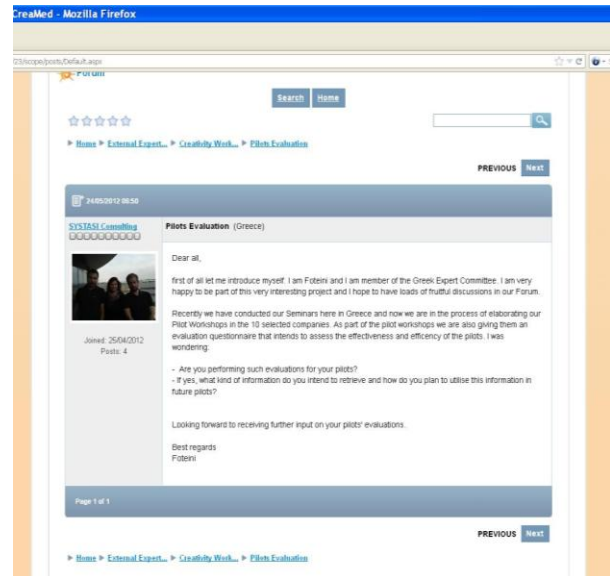 CreaMed - Mozilla Firefox
23/scope/posts/Default.aspx
Forum
Search Home
Home External Expert... Creativity Work... Pilots Evaluation
PREVIOUS Next
24/05/2012 08:50
SYSTASI Consulting
Pilots Evaluation (Greece)
Dear all,
first of all let me introduce myself. I am Foteini and I am member of the Greek Expert Committee. I am very
happy to be part of this very interesting project and I hope to have loads of fruitful discussions in our Forum.
Recently we have conducted our Seminars here in Greece and now we are in the process of elaborating our
Pilot Workshops in the 10 selected companies. As part of the pilot workshops we are also giving them an
evaluation questionnaire that intends to assess the effectiveness and efficency of the pilots. I was
wondering:
- Are you performing such evaluations for your pilots?
- If yes, what kind of information do you intend to retrieve and how do you plan to utilise this information in
future pilots?
Looking forward to receiving further input on your pilots' evaluations.
Best regards
Foteini
Joined: 25/04/2012
Posts: 4
Page 1 of 1
PREVIOUS Next
Home External Expert... Creativity Work... Pilots Evaluation